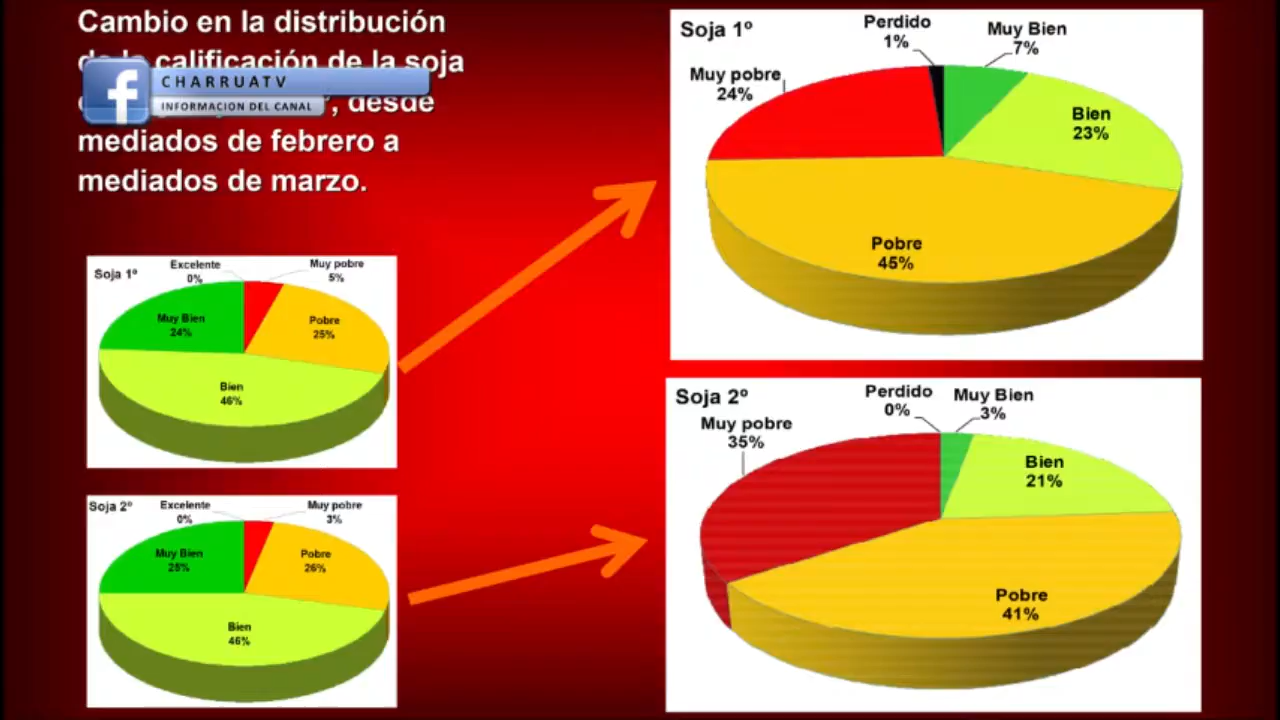 Cambio en la distribución
de la calificación de la soja
CHARRUATV
INFORMACION DEL CANAL
, desde
mediados de febrero a
mediados de marzo.
Soja 1º
Excelente
0%
Muy pobre
5%
Muy Bien
24%
Pobre
25%
Bien
46%
Soja 2º
Excelente
0%
Muy pobre
3%
Muy Bien
25%
Pobre
26%
Bien
46%
Soja 1º
Perdido
1%
Muy Bien
7%
Muy pobre
24%
Bien
23%
Pobre
45%
Soja 2º
Perdido
0%
Muy Bien
3%
Muy pobre
35%
Bien
21%
Pobre
41%